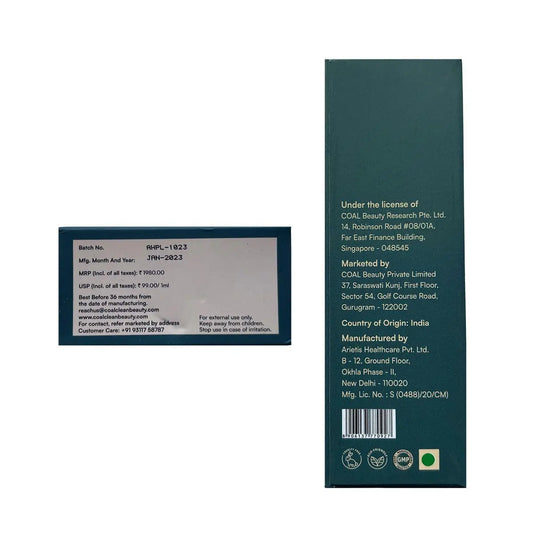 Batch No. AHPL-1023
Mfg. Month And Year: JAN-2023
MRP (Incl. of all taxes): ₹ 1980.00
USP (Incl. of all taxes): ₹ 99.00/ 1ml
Best Before 36 months from
the date of manufacturing.
reachus@coalcleanbeauty.com
www.coalcleanbeauty.com
For contact, refer marketed by address
Customer Care: +91 93117 58787
For external use only.
Keep away from children.
Stop use in case of irritation.
Under the license of
COAL Beauty Research Pte. Ltd.
14, Robinson Road #08/01A,
Far East Finance Building,
Singapore - 048545
Marketed by
COAL Beauty Private Limited
37, Saraswati Kunj, First Floor,
Sector 54, Golf Course Road,
Gurugram - 122002
Country of Origin: India
Manufactured by
Arietis Healthcare Pvt. Ltd.
B - 12, Ground Floor,
Okhla Phase - II,
New Delhi - 110020
Mfg. Lic. No. : S (0488)/20/CM)
GMP